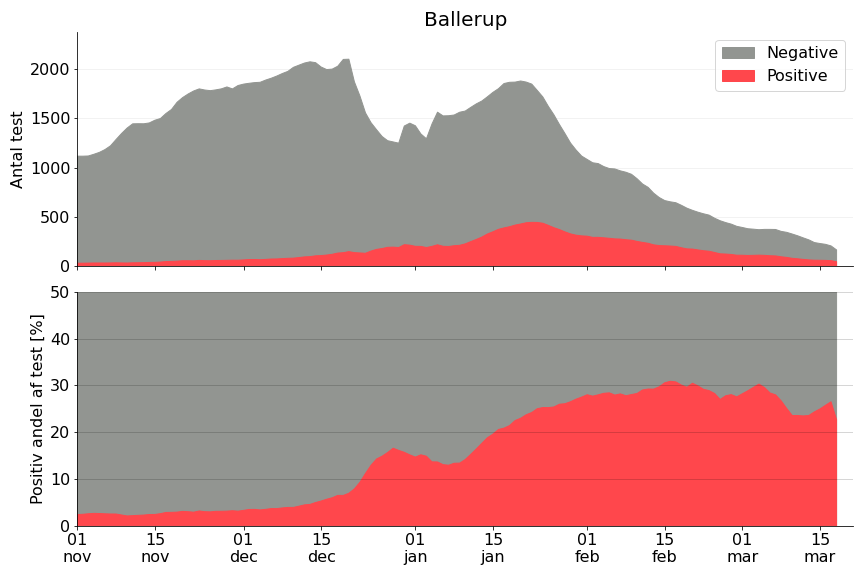 Ballerup
Antal test
2000
1500
1000
500
0
Negative
Positive
Positiv andel af test [%]
50
40
30
20
10
0
01 15 01 15 01 15 01 15 01 15
nov nov dec dec jan jan feb feb mar mar